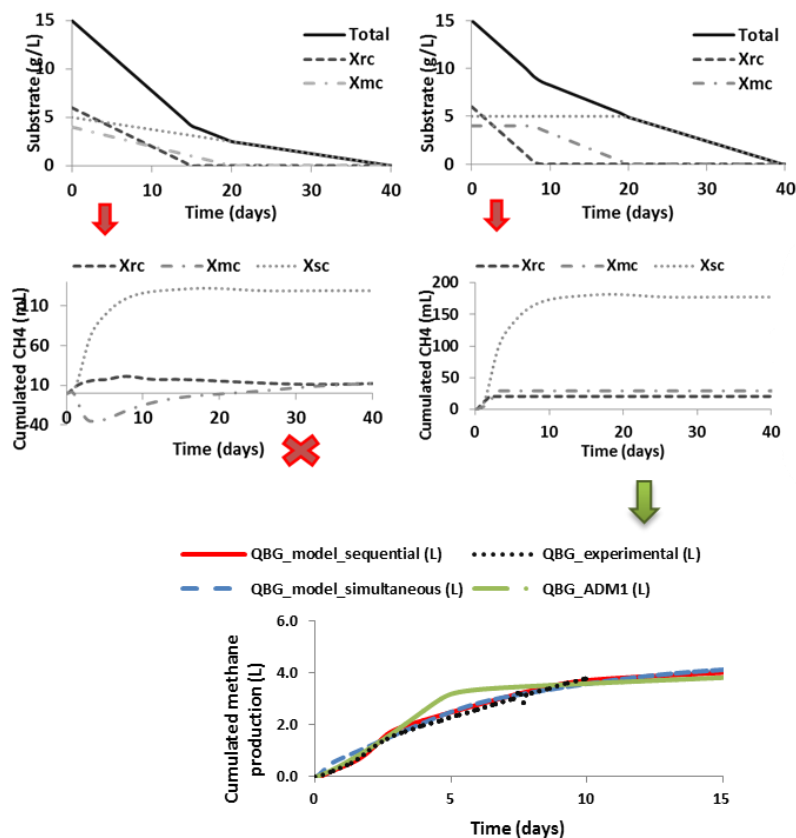 Substrate (g/L)
15
10
5
0
Total
Xrc
Xmc
0 10 20 30 40
Time (days)
Substrate (g/L)
15
10
5
0
Total
Xrc
Xmc
0 10 20 30 40
Time (days)
Xrc Xmc Xsc
Cumulated CH4 (mL)
110
60
10
-40
0 10 20 30 40
Time (days)
Xrc Xmc Xsc
Cumulated CH4 (mL)
200
150
100
50
0
0 10 20 30 40
Time (days)
QBG_model_sequential (L) QBG_experimental (L)
QBG_model_simultaneous (L) QBG_ADM1 (L)
Cumulated methane
production (L)
6.0
4.0
2.0
0.0
0 5 10 15
Time (days)